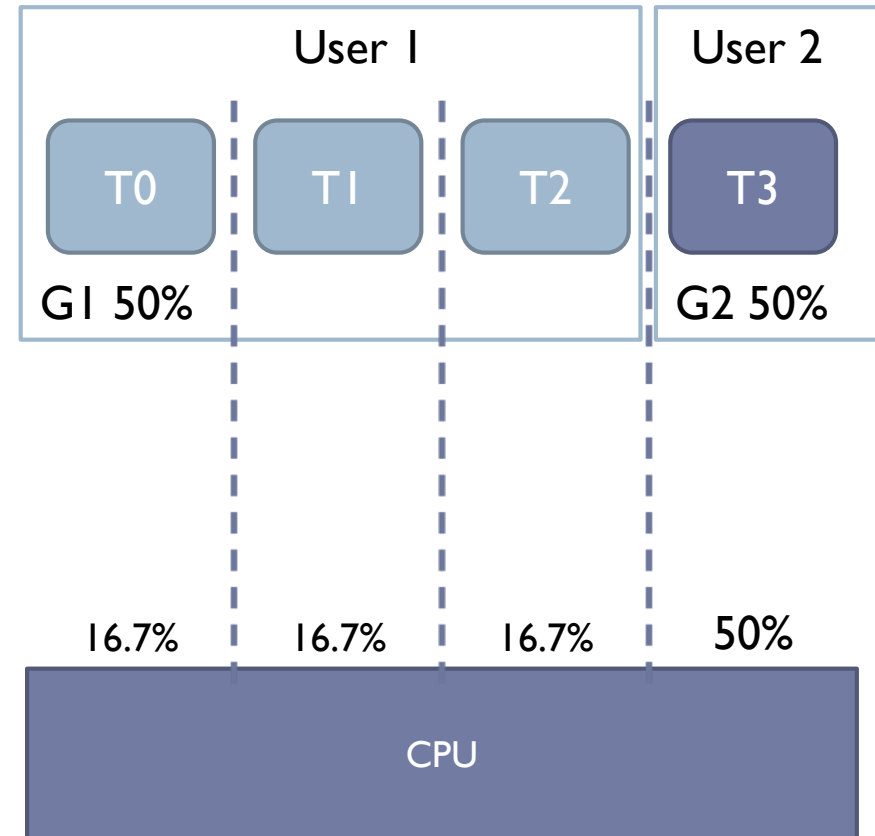 User 1
User 2
T0
T1
T2
T3
G1 50%
G2 50%
16.7%
16.7%
16.7%
50%
CPU